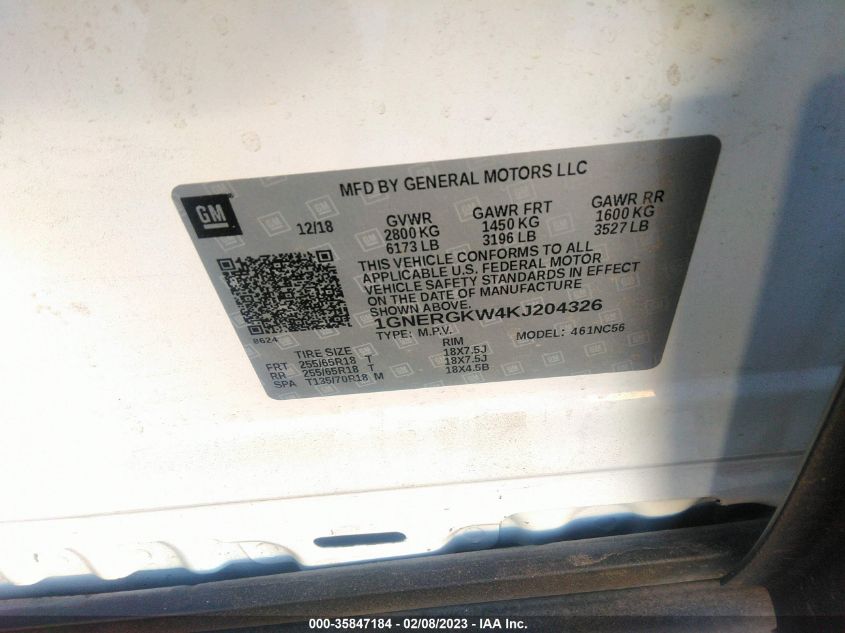 MFD BY GENERAL MOTORS LLC
GM
12/18 GVWR GAWR FRT GAWR RR
2800 KG 1450 KG 1600 KG
6173 LB 3196 LB 3527 LB
THIS VEHICLE CONFORMS TO ALL
APPLICABLE U.S. FEDERAL MOTOR
VEHICLE SAFETY STANDARDS IN EFFECT
ON THE DATE OF MANUFACTURE
SHOWN ABOVE.
1GNERGKW4KJ204326
8624 TYPE: M.P.V. MODEL: 461NC56
TIRE SIZE RIM
FRT 255/65R18 T 18X7.5J
RR 255/65R18 T 18X7.5J
SPA T135/70R18 M 18X4.5B
000-35847184 - 02/08/2023 - IAA Inc.